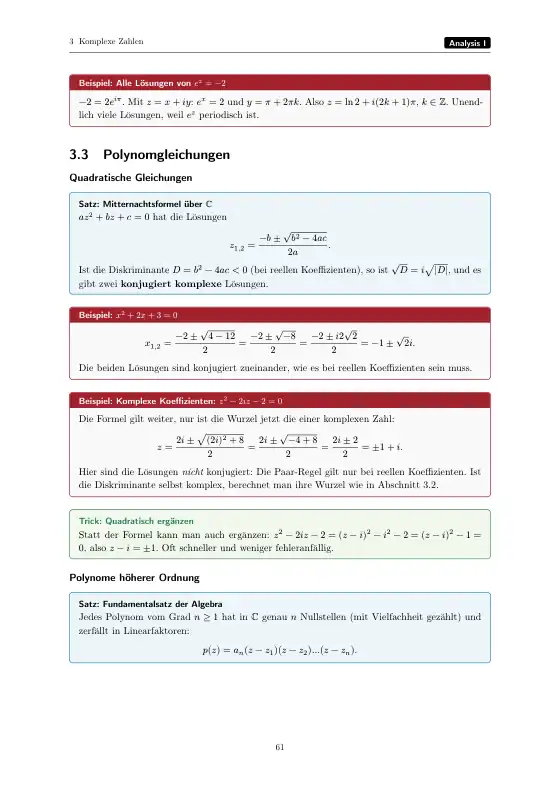 3 Komplexe Zahlen
Analysis I
Beispiel: Alle Lösungen von e^z = −2
−2 = 2e^{iπ}. Mit z = x + iy: e^x = 2 und y = π + 2πk. Also z = ln 2 + i(2k + 1)π, k ∈ ℤ. Unend-
lich viele Lösungen, weil e^z periodisch ist.
3.3 Polynomgleichungen
Quadratische Gleichungen
Satz: Mitternachtsformel über ℂ
az² + bz + c = 0 hat die Lösungen
z_{1,2} = (−b ± √(b² − 4ac)) / 2a.
Ist die Diskriminante D = b² − 4ac < 0 (bei reellen Koeffizienten), so ist √D = i√|D|, und es
gibt zwei konjugiert komplexe Lösungen.
Beispiel: x² + 2x + 3 = 0
x_{1,2} = (−2 ± √(4 − 12)) / 2 = (−2 ± √−8) / 2 = (−2 ± i2√2) / 2 = −1 ± √2i.
Die beiden Lösungen sind konjugiert zueinander, wie es bei reellen Koeffizienten sein muss.
Beispiel: Komplexe Koeffizienten: z² − 2iz − 2 = 0
Die Formel gilt weiter, nur ist die Wurzel jetzt die einer komplexen Zahl:
z = (2i ± √((2i)² + 8)) / 2 = (2i ± √(−4 + 8)) / 2 = (2i ± 2) / 2 = ±1 + i.
Hier sind die Lösungen nicht konjugiert: Die Paar-Regel gilt nur bei reellen Koeffizienten. Ist
die Diskriminante selbst komplex, berechnet man ihre Wurzel wie in Abschnitt 3.2.
Trick: Quadratisch ergänzen
Statt der Formel kann man auch ergänzen: z² − 2iz − 2 = (z − i)² − i² − 2 = (z − i)² − 1 =
0, also z − i = ±1. Oft schneller und weniger fehleranfällig.
Polynome höherer Ordnung
Satz: Fundamentalsatz der Algebra
Jedes Polynom vom Grad n ≥ 1 hat in ℂ genau n Nullstellen (mit Vielfachheit gezählt) und
zerfällt in Linearfaktoren:
p(z) = a_n(z − z_1)(z − z_2)...(z − z_n).
61